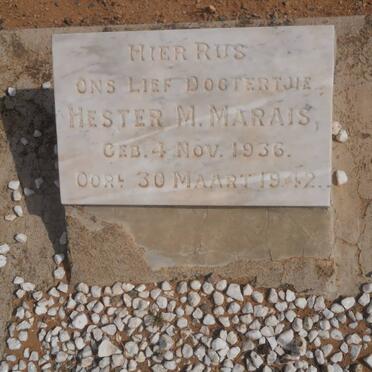 HIER RUS
ONS LIEF DOGTERTJIE
HESTER M. MARAIS,
GEB. 4 NOV. 1936.
OORL. 30 MAART 1942.